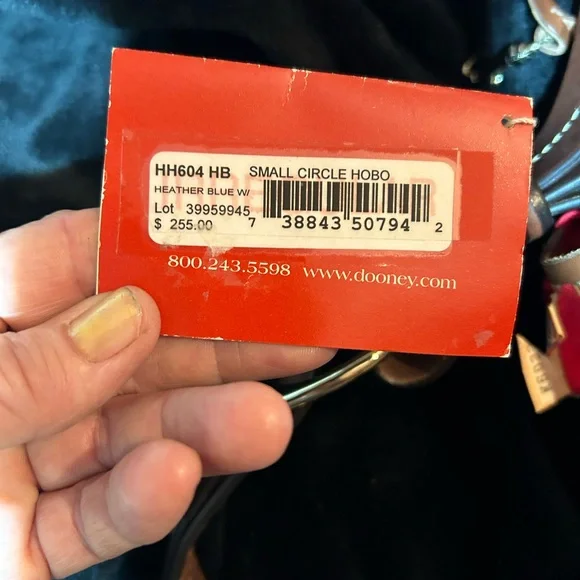 HH604 HB SMALL CIRCLE HOBO
HEATHER BLUE W/
Lot 39959945
$ 255.00 7 38843 50794 2
800.243.5598 www.dooney.com